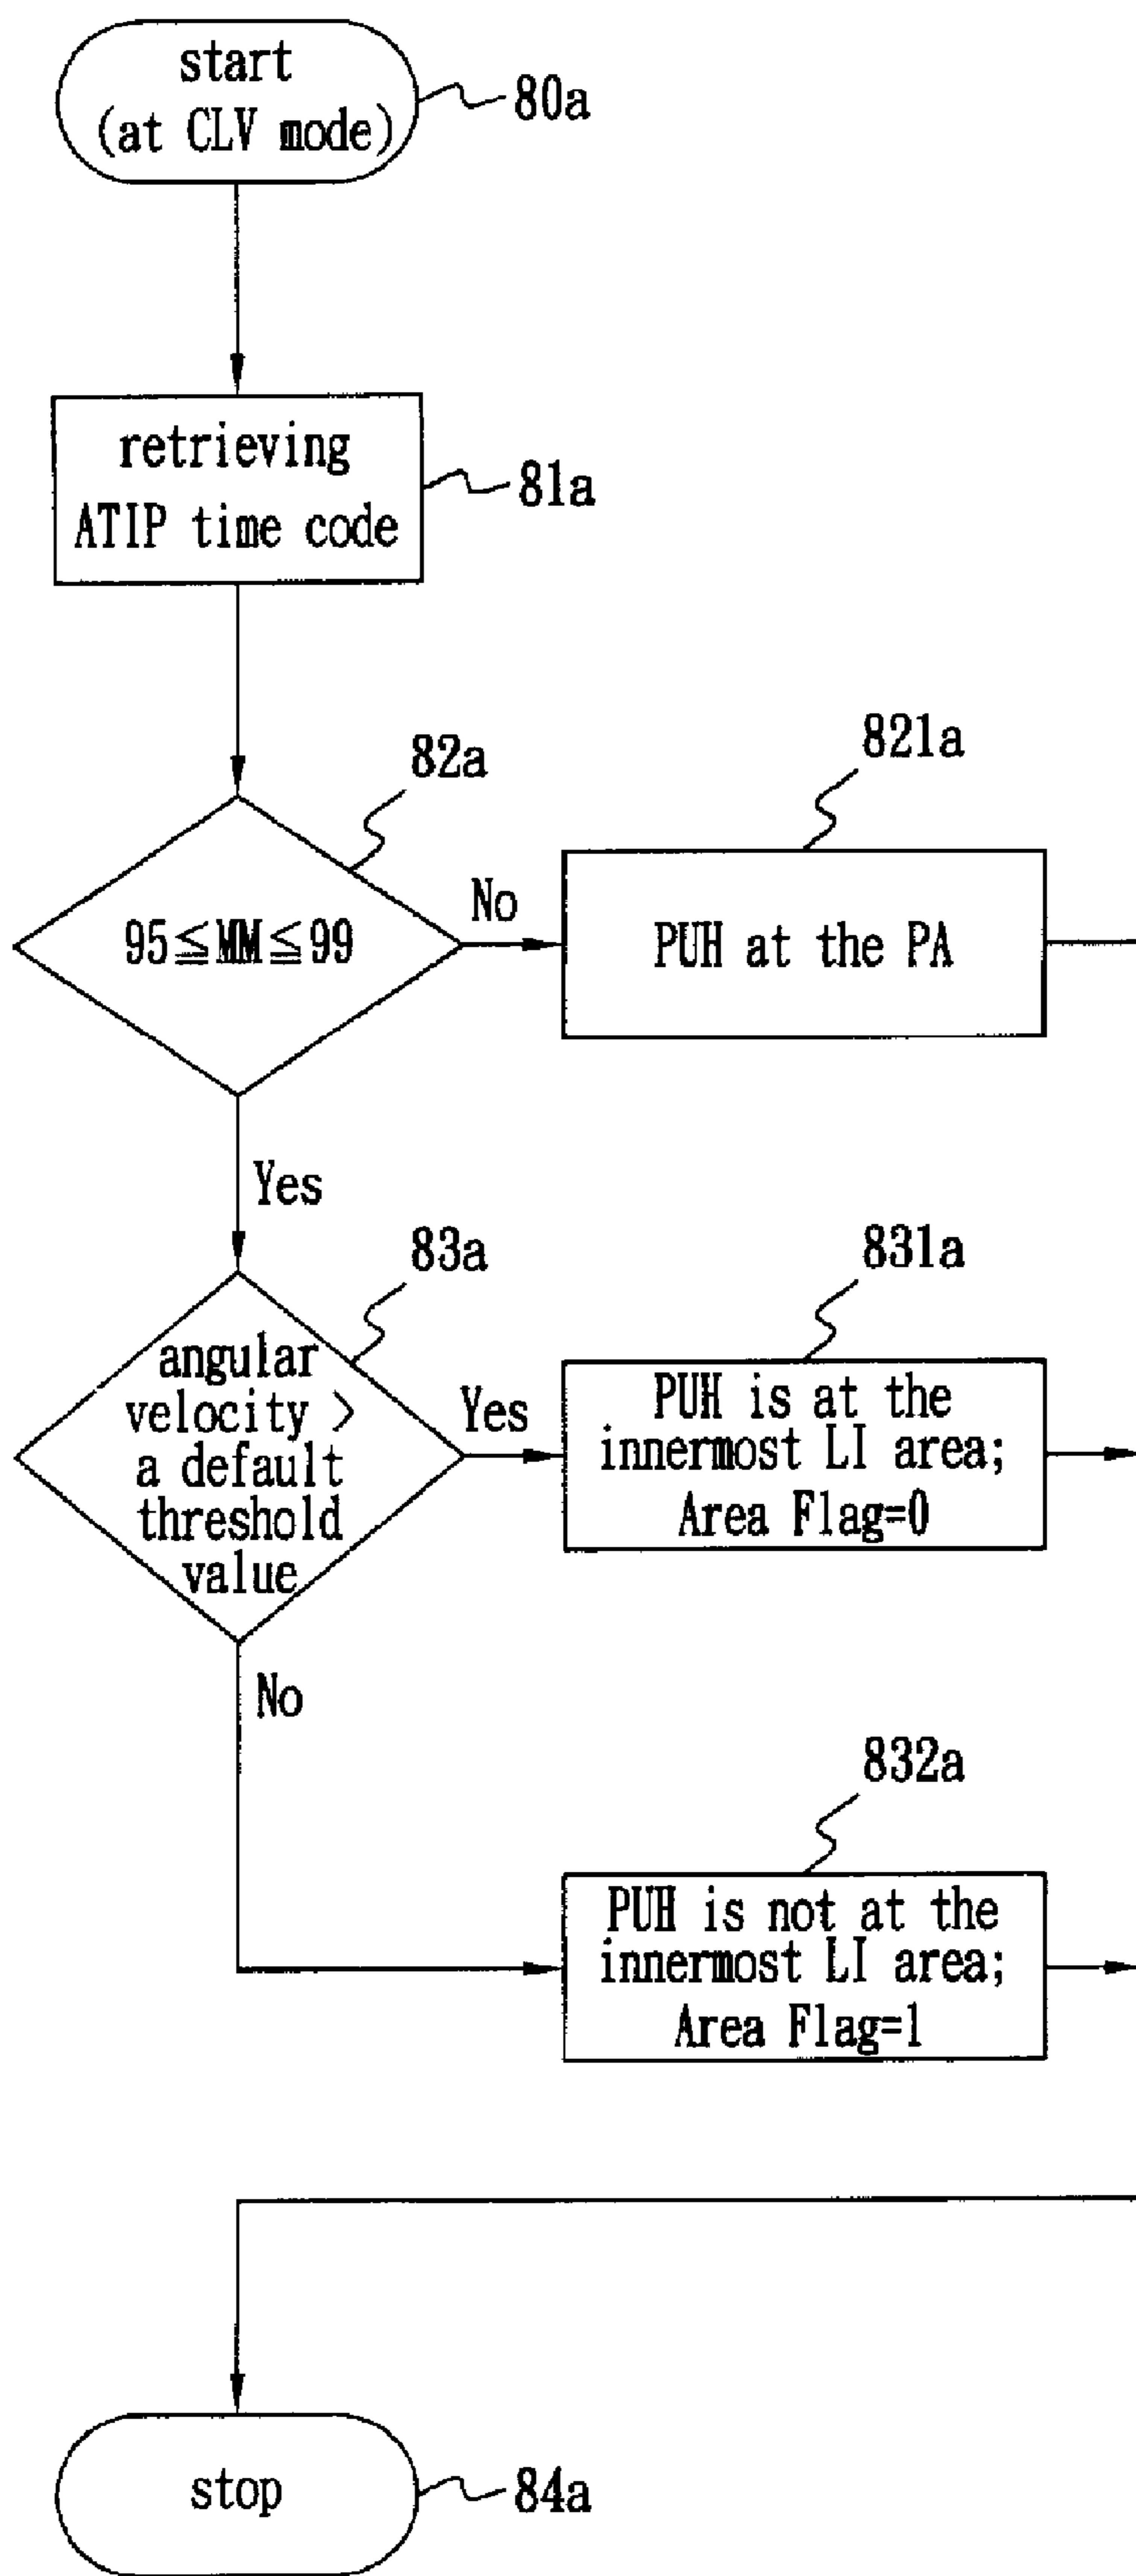 start
(at CLV mode)
80a
retrieving
ATIP time code
81a
82a
95≦MM≦99
No
821a
PUH at the PA
Yes
83a
angular
velocity >
a default
threshold
value
Yes
831a
PUH is at the
innermost LI area;
Area Flag=0
No
832a
PUH is not at the
innermost LI area;
Area Flag=1
stop
84a